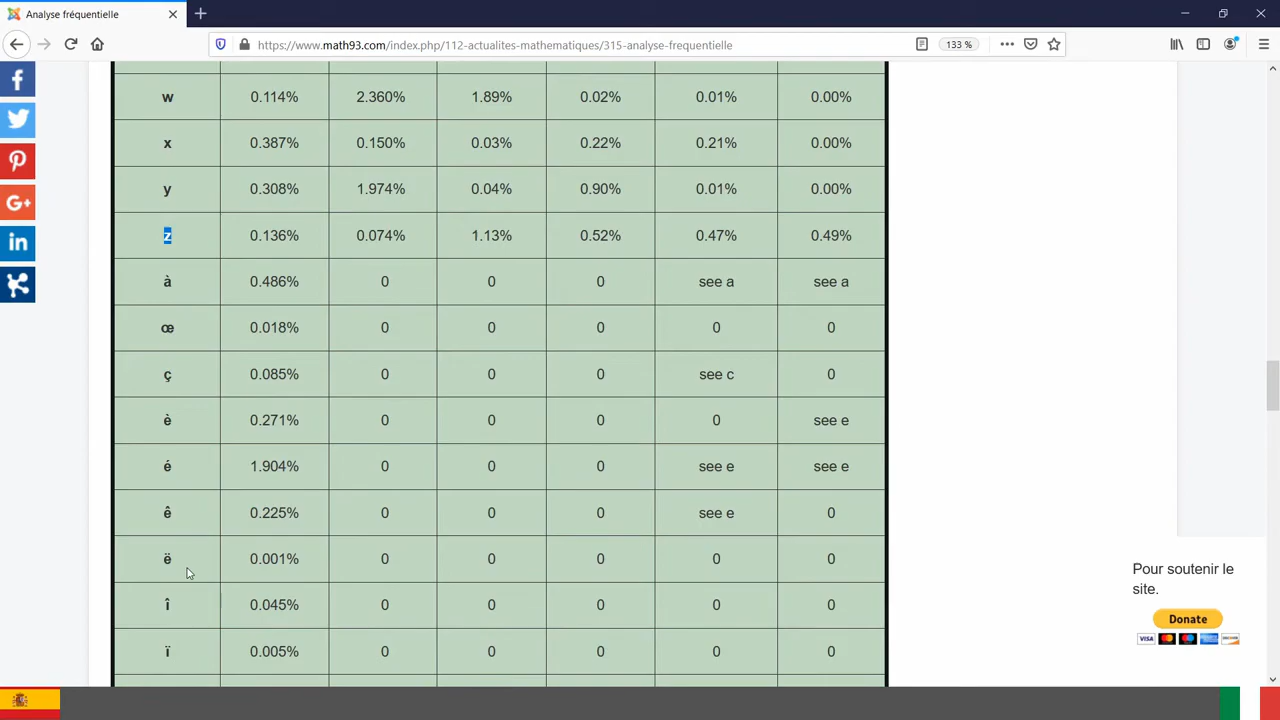 Analyse fréquentielle
https://www.math93.com/index.php/112-actualites-mathematiques/315-analyse-frequentielle
133 %
w 0.114% 2.360% 1.89% 0.02% 0.01% 0.00%
x 0.387% 0.150% 0.03% 0.22% 0.21% 0.00%
y 0.308% 1.974% 0.04% 0.90% 0.01% 0.00%
z 0.136% 0.074% 1.13% 0.52% 0.47% 0.49%
à 0.486% 0 0 0 see a see a
œ 0.018% 0 0 0 0 0
ç 0.085% 0 0 0 see c 0
è 0.271% 0 0 0 0 see e
é 1.904% 0 0 0 see e see e
ê 0.225% 0 0 0 see e 0
ë 0.001% 0 0 0 0 0
î 0.045% 0 0 0 0 0
ï 0.005% 0 0 0 0 0
Pour soutenir le
site.
Donate
VISA